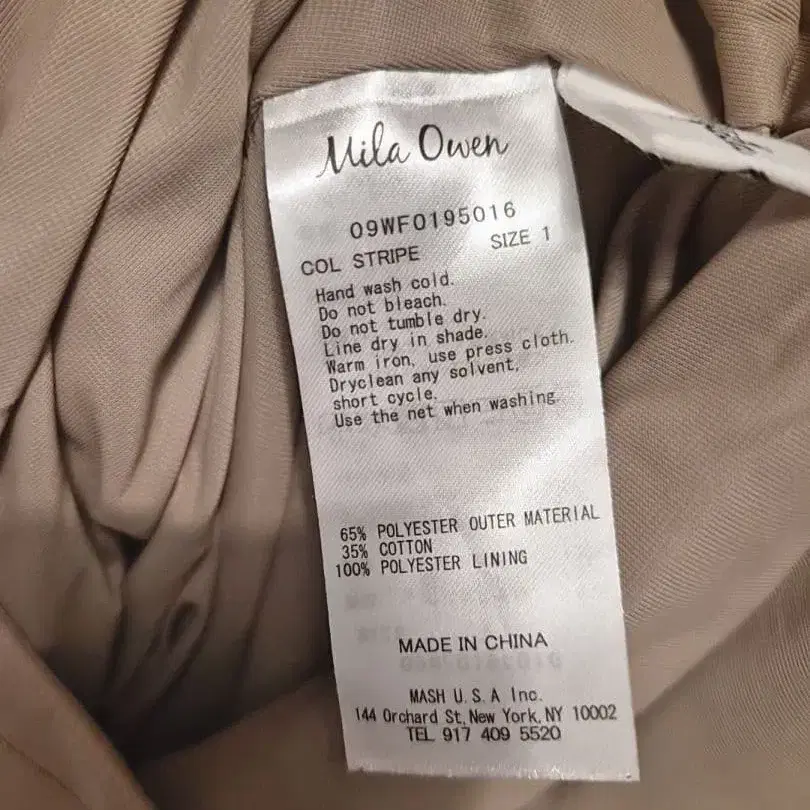 Mila Owen
09WF0195016
COL STRIPE SIZE 1
Hand wash cold.
Do not bleach.
Do not tumble dry.
Line dry in shade.
Warm iron, use press cloth.
Dryclean any solvent,
short cycle.
Use the net when washing
65% POLYESTER OUTER MATERIAL
35% COTTON
100% POLYESTER LINING
MADE IN CHINA
MASH U.S.A Inc.
144 Orchard St, New York, NY 10002
TEL 917 409 5520